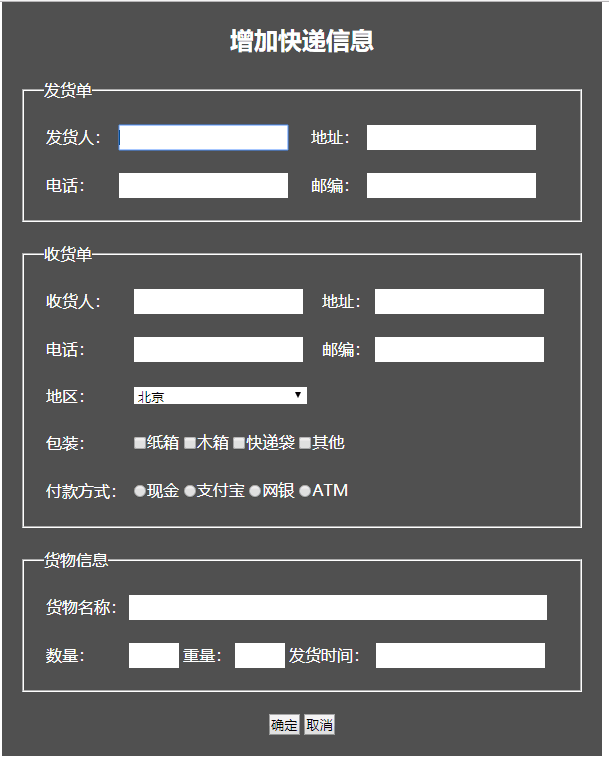 增加快递信息
发货单
发货人： 地址：
电话： 邮编：
收货单
收货人： 地址：
电话： 邮编：
地区： 北京
包装： 纸箱 木箱 快递袋 其他
付款方式： 现金 支付宝 网银 ATM
货物信息
货物名称：
数量： 重量： 发货时间：
确定 取消